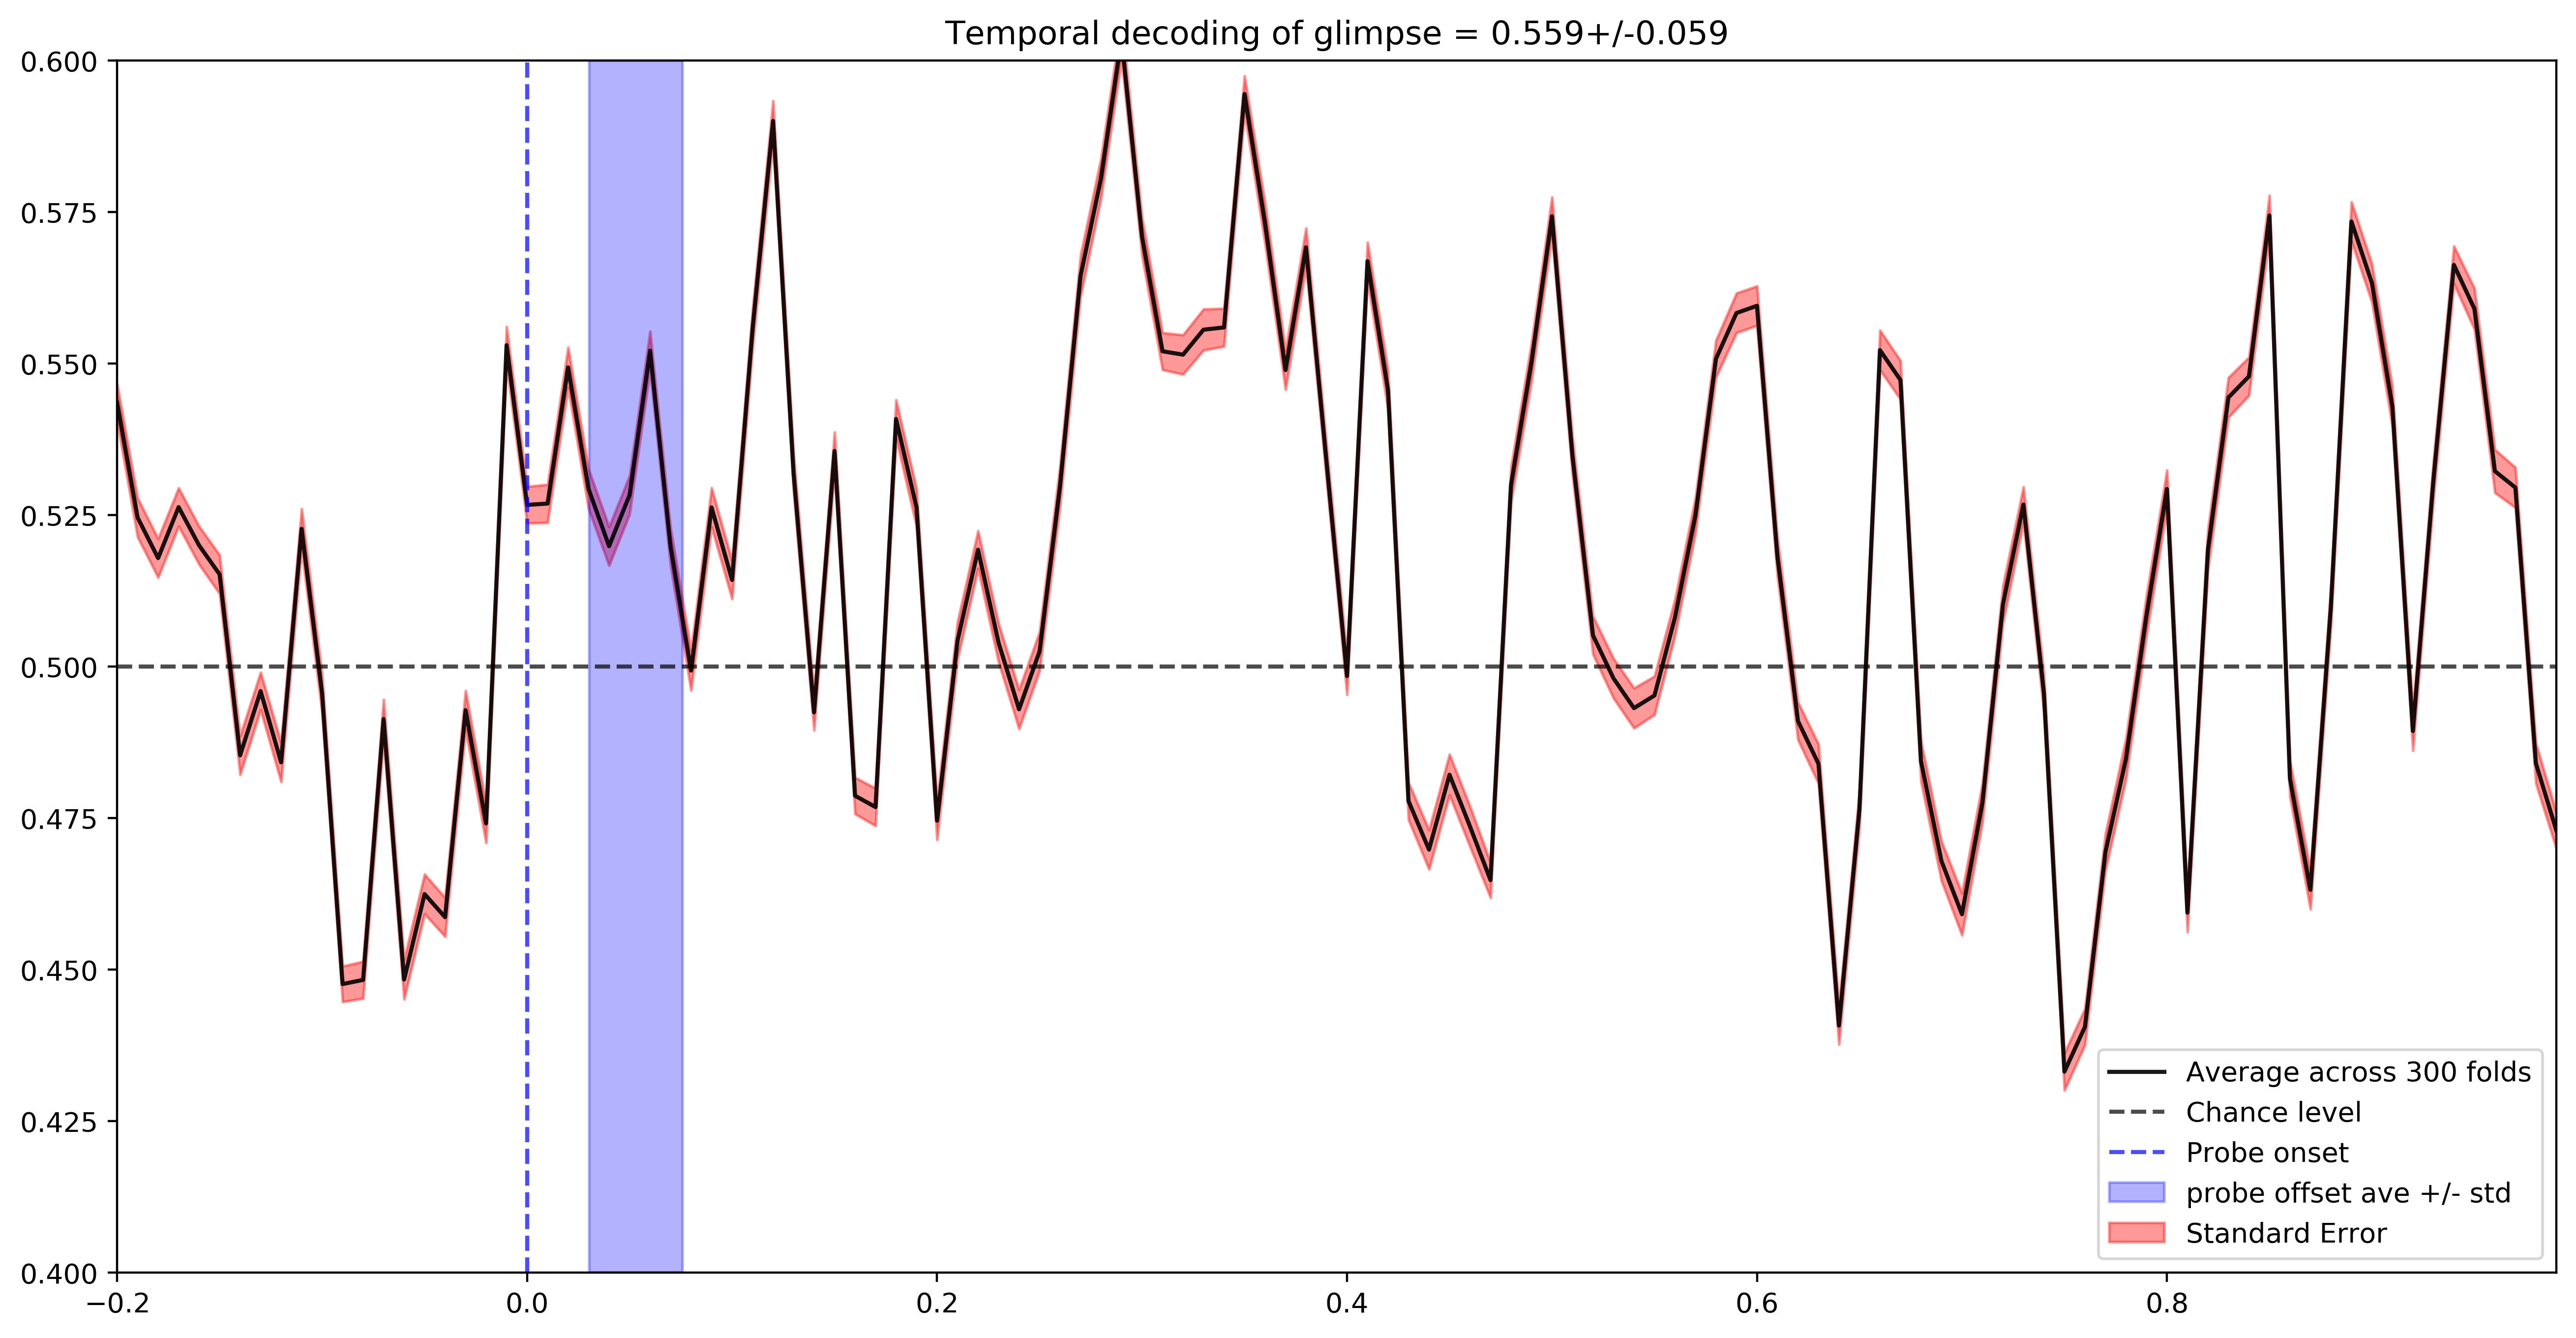 Temporal decoding of glimpse = 0.559+/-0.059
0.600
0.575
0.550
0.525
0.500
0.475
0.450
0.425
0.400
−0.2
0.0
0.2
0.4
0.6
0.8
Average across 300 folds
Chance level
Probe onset
probe offset ave +/- std
Standard Error